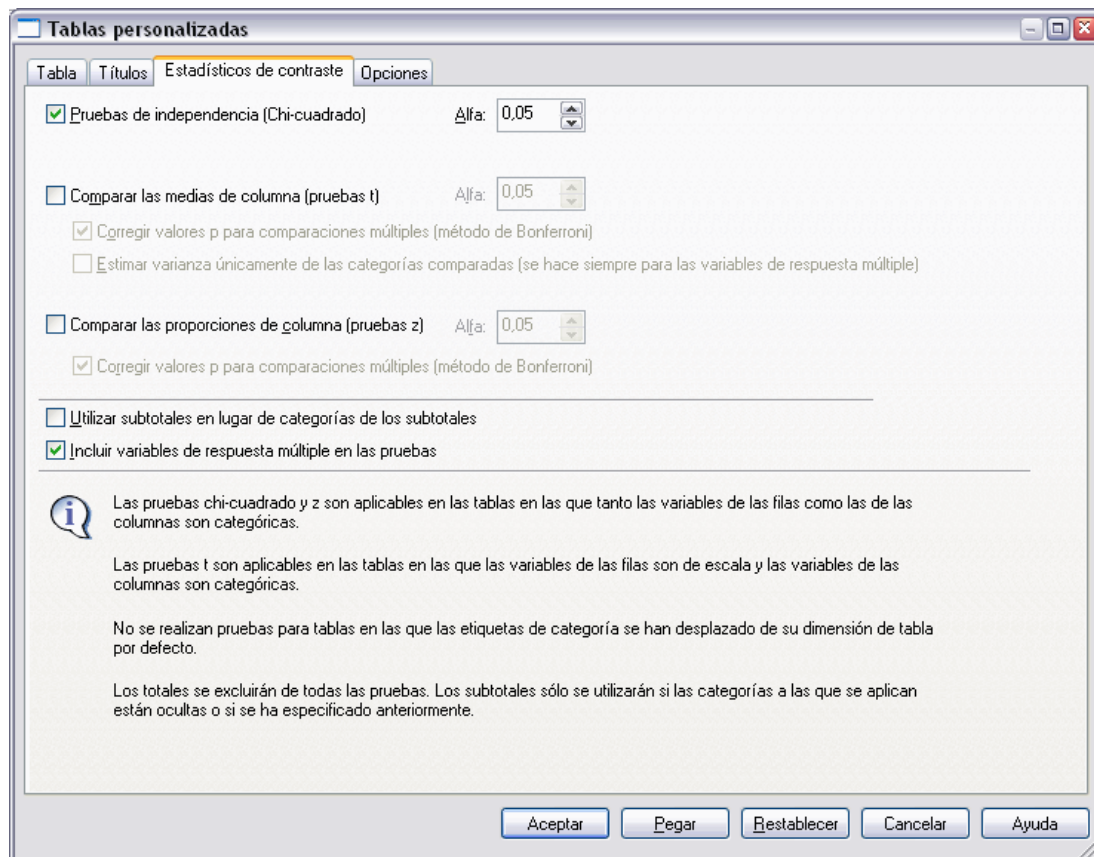 Tablas personalizadas
Tabla Títulos Estadísticos de contraste Opciones
Pruebas de independencia (Chi-cuadrado) Alfa: 0,05
Comparar las medias de columna (pruebas t) Alfa: 0,05
Corregir valores p para comparaciones múltiples (método de Bonferroni)
Estimar varianza únicamente de las categorías comparadas (se hace siempre para las variables de respuesta múltiple)
Comparar las proporciones de columna (pruebas z) Alfa: 0,05
Corregir valores p para comparaciones múltiples (método de Bonferroni)
Utilizar subtotales en lugar de categorías de los subtotales
Incluir variables de respuesta múltiple en las pruebas
Las pruebas chi-cuadrado y z son aplicables en las tablas en las que tanto las variables de las filas como las de las
columnas son categóricas.
Las pruebas t son aplicables en las tablas en las que las variables de las filas son de escala y las variables de las
columnas son categóricas.
No se realizan pruebas para tablas en las que las etiquetas de categoría se han desplazado de su dimensión de tabla
por defecto.
Los totales se excluirán de todas las pruebas. Los subtotales sólo se utilizarán si las categorías a las que se aplican
están ocultas o si se ha especificado anteriormente.
Aceptar Pegar Restablecer Cancelar Ayuda